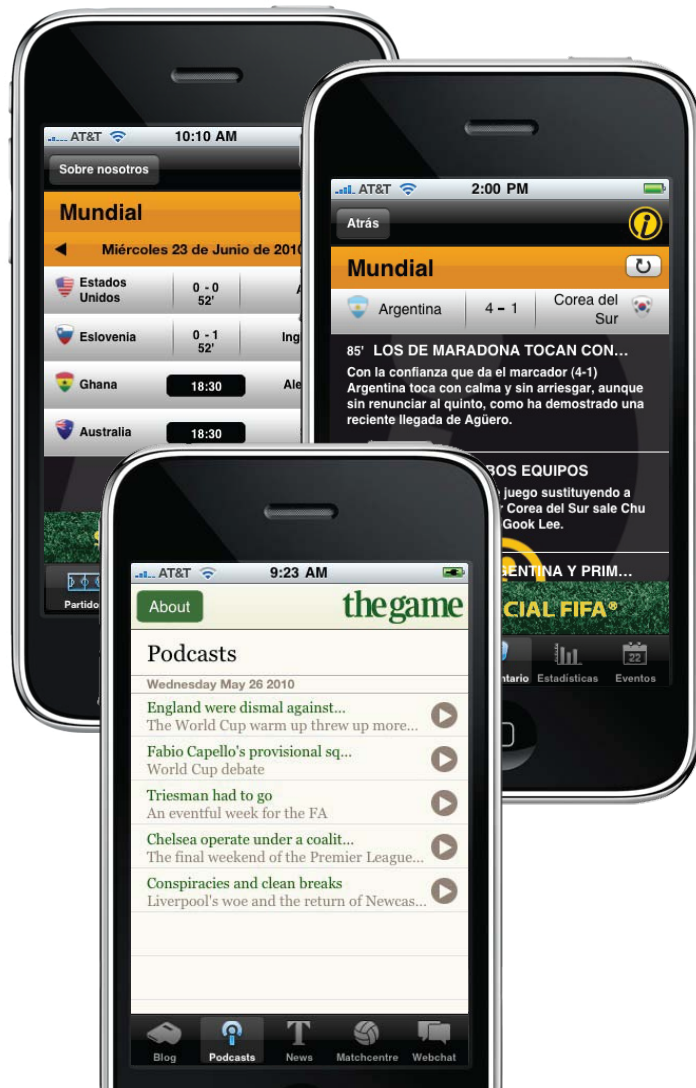 AT&T
10:10 AM
Sobre nosotros
Mundial
Miércoles 23 de Junio de 2010
Estados
Unidos
0 - 0
52'
Eslovenia
0 - 1
52'
Ghana
18:30
Australia
18:30
AT&T
2:00 PM
Atrás
i
Mundial
Argentina
4 – 1
Corea del
Sur
85' LOS DE MARADONA TOCAN CON...
Con la confianza que da el marcador (4-1)
Argentina toca con calma y sin arriesgar, aunque
sin renunciar al quinto, como ha demostrado una
reciente llegada de Agüero.
BOS EQUIPOS
juego sustituyendo a
Corea del Sur sale Chu
Gook Lee.
ENTINA Y PRIM...
CIAL FIFA®
ntario
Estadísticas
22
Eventos
AT&T
9:23 AM
About
thegame
Podcasts
Wednesday May 26 2010
England were dismal against...
The World Cup warm up threw up more...
Fabio Capello's provisional sq...
World Cup debate
Triesman had to go
An eventful week for the FA
Chelsea operate under a coalit...
The final weekend of the Premier League...
Conspiracies and clean breaks
Liverpool's woe and the return of Newcas...
Blog
Podcasts
T
News
Matchcentre
Webchat